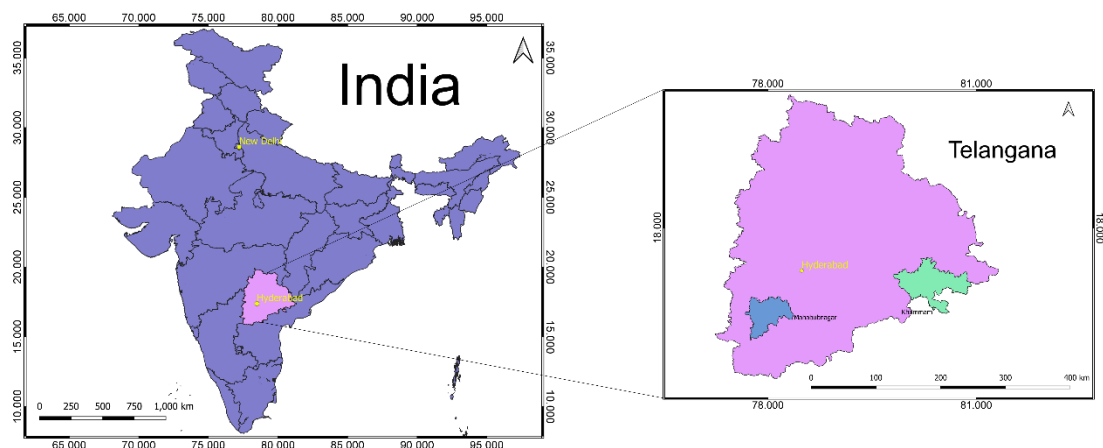 65.000 70.000 75.000 80.000 85.000 90.000 95.000
35.000
30.000
25.000
20.000
15.000
10.000
India
New Delhi
Hyderabad
35.000
30.000
25.000
20.000
15.000
10.000
0 250 500 750 1,000 km
65.000 70.000 75.000 80.000 85.000 90.000 95.000
78.000 81.000
18.000
Telangana
18.000
Hyderabad
Mahabubnagar
Khammam
0 100 200 300 400 km
78.000 81.000